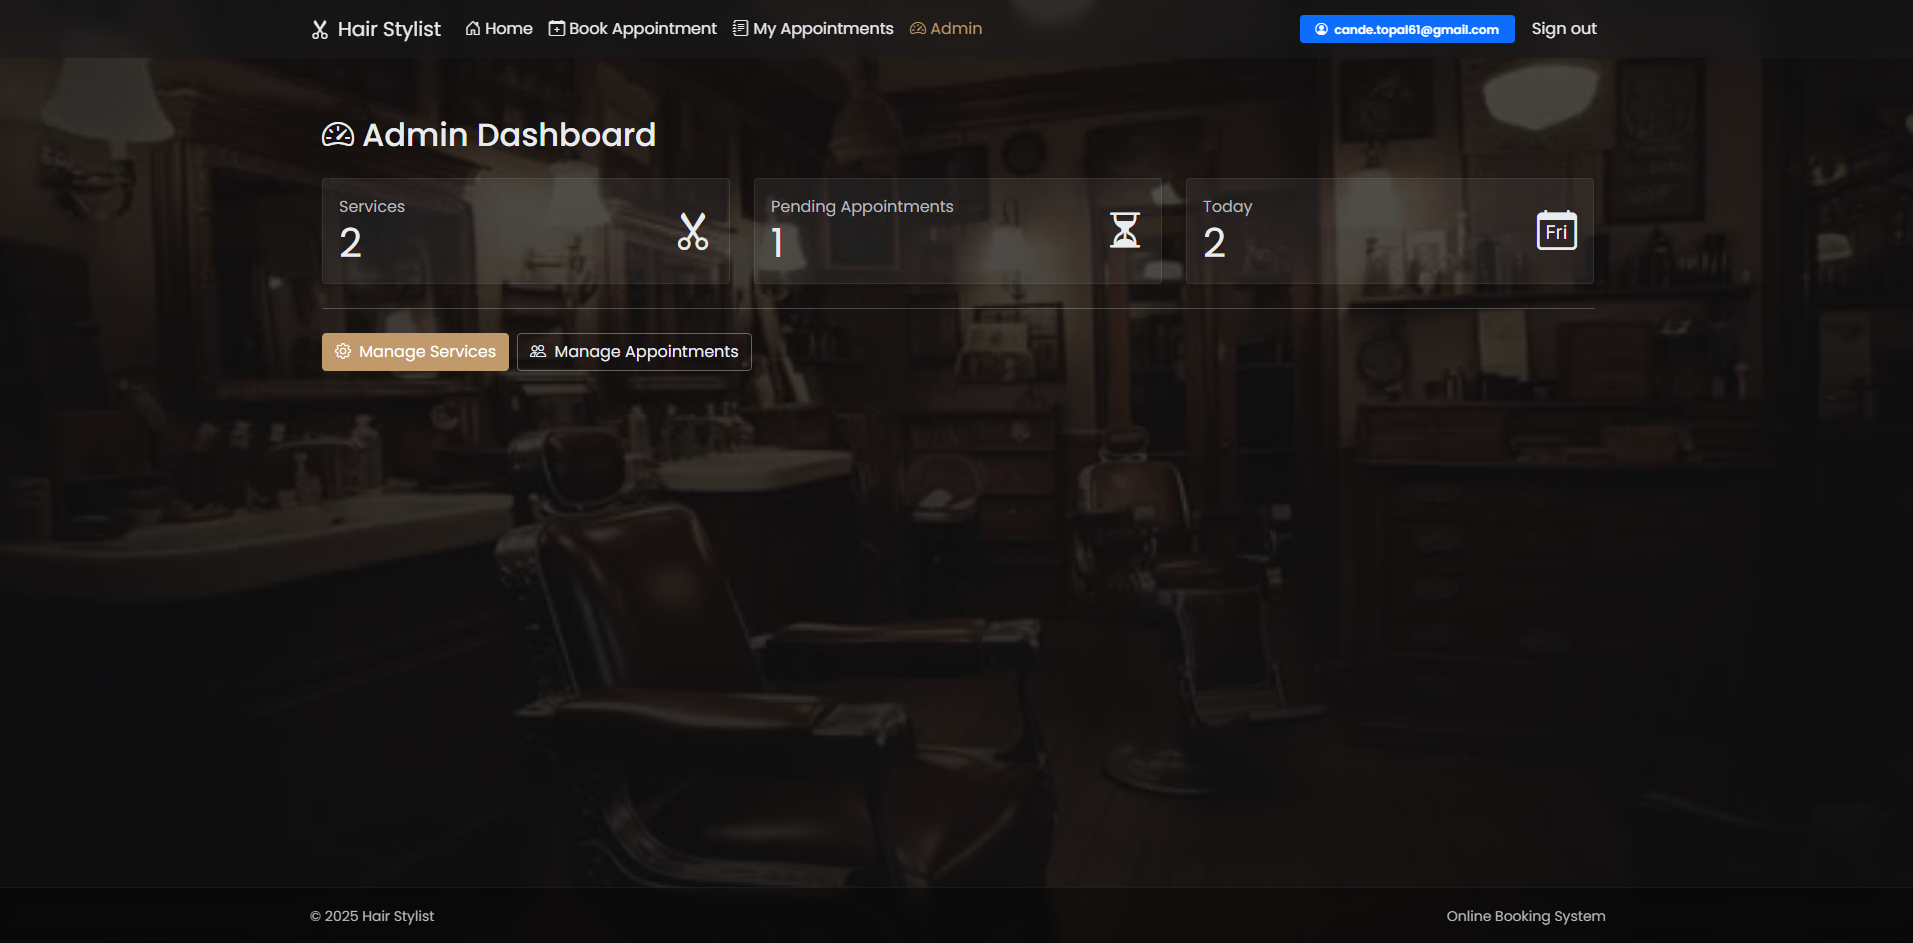 Hair Stylist Home Book Appointment My Appointments Admin cande.topal61@gmail.com Sign out
Admin Dashboard
Services Pending Appointments Today
2 1 2 Fri
Manage Services Manage Appointments
© 2025 Hair Stylist Online Booking System